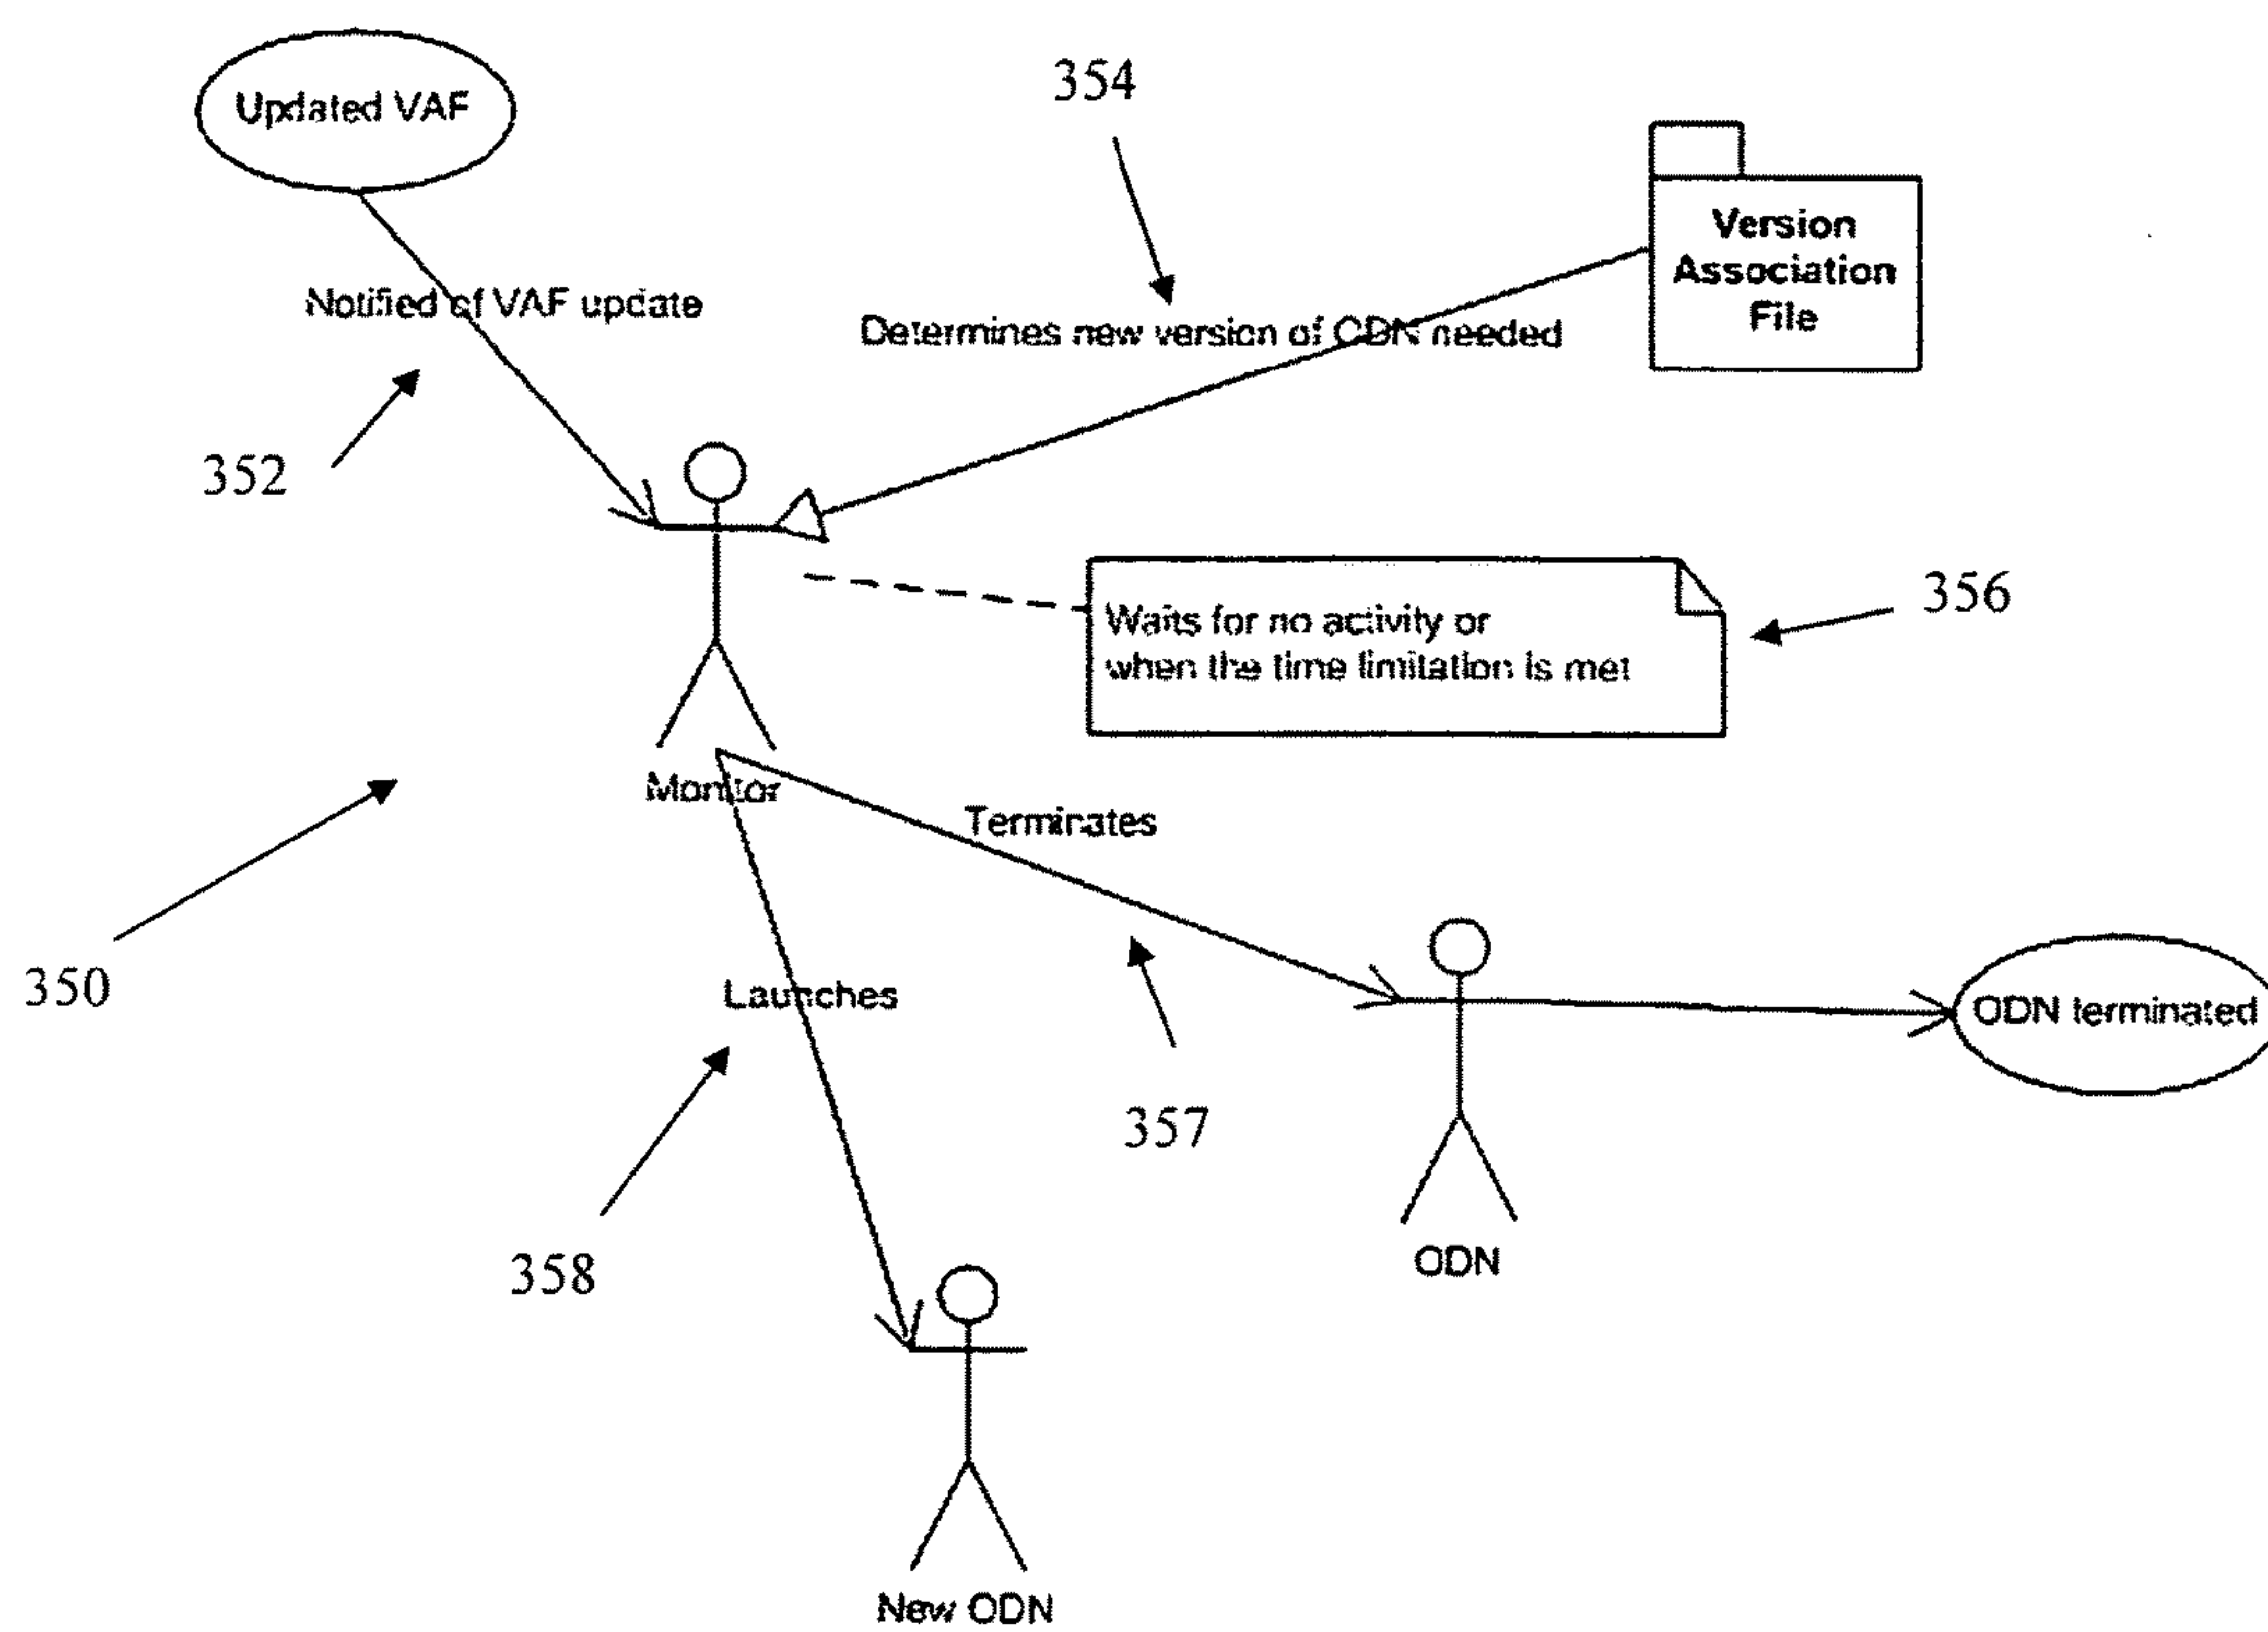 Updated VAF
354
Version
Association
File
Notified of VAF update
Determines new version of ODN needed
352
Waits for no activity or
when the time limitation is met
356
Monitor
Terminates
350
Launches
ODN terminated
357
358
ODN
New ODN